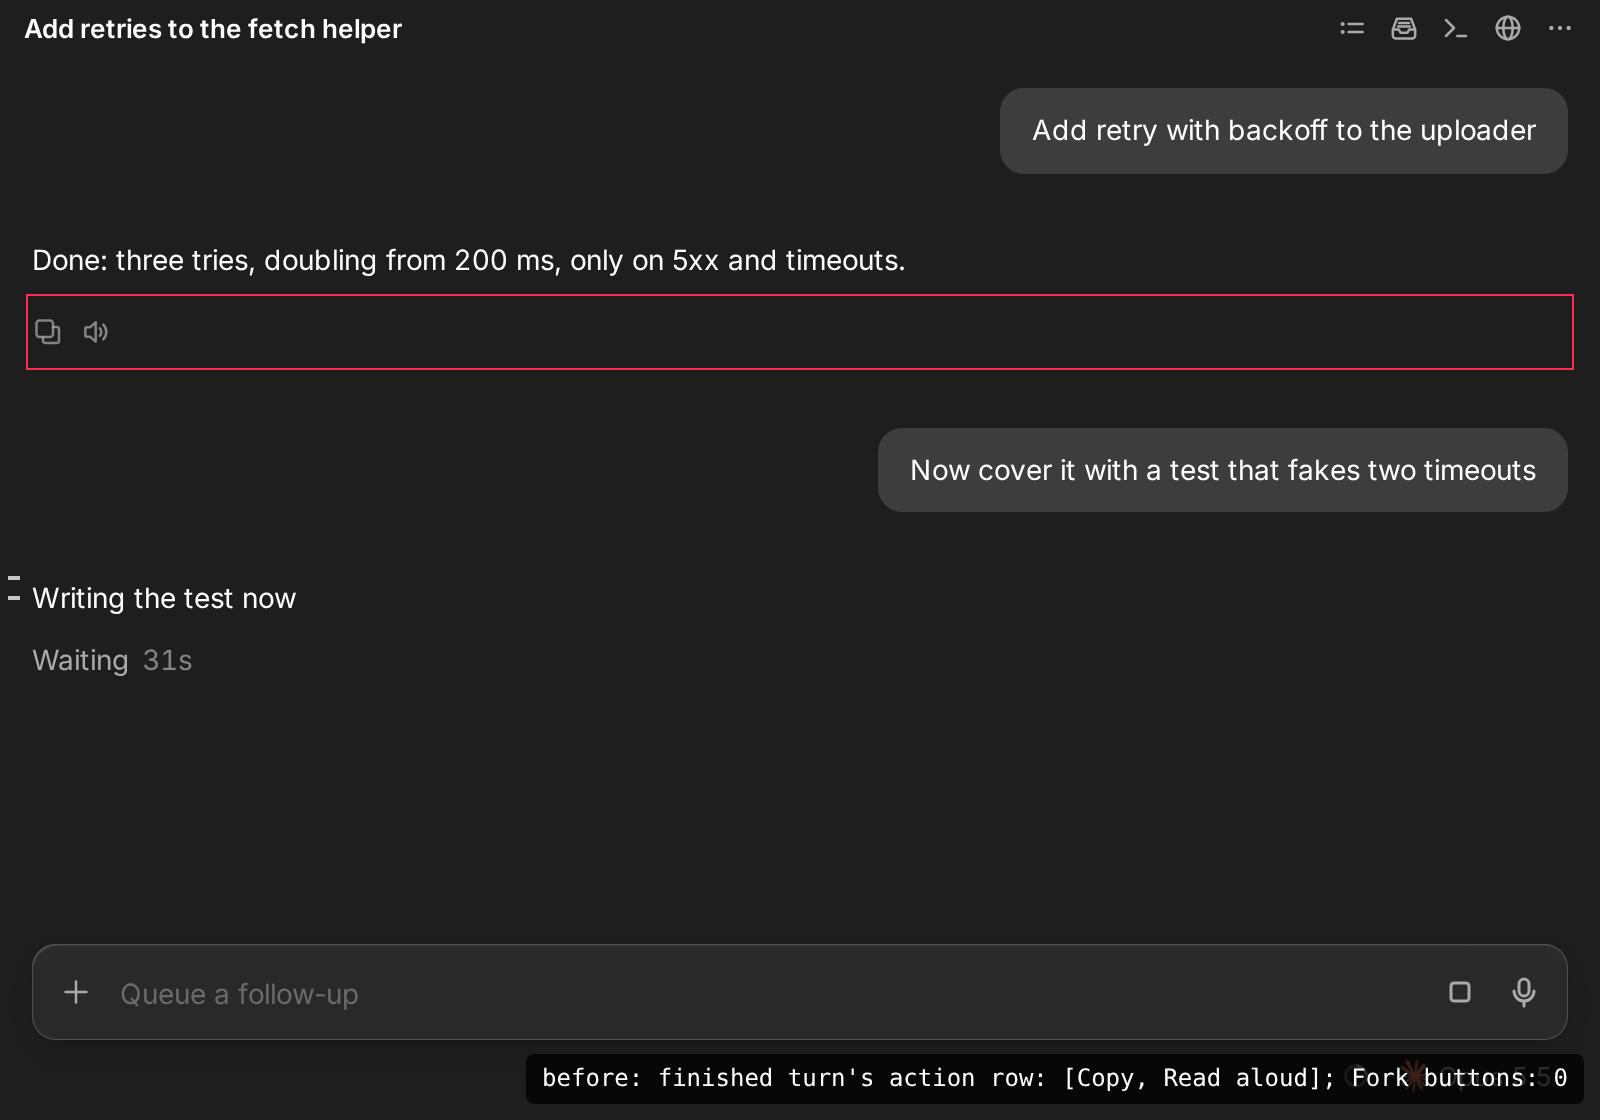 Add retries to the fetch helper
Add retry with backoff to the uploader
Done: three tries, doubling from 200 ms, only on 5xx and timeouts.
Now cover it with a test that fakes two timeouts
Writing the test now
Waiting 31s
Queue a follow-up
before: finished turn's action row: [Copy, Read aloud]; Fork buttons: 0